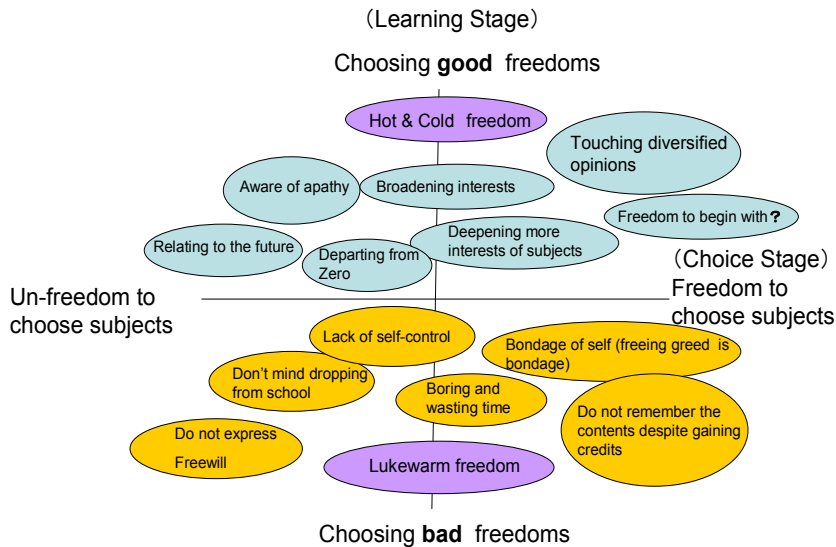 (Learning Stage)
Choosing good freedoms
Hot & Cold freedom
Touching diversified
opinions
Aware of apathy
Broadening interests
Freedom to begin with?
Relating to the future
Departing from
Zero
Deepening more
interests of subjects
(Choice Stage)
Freedom to
choose subjects
Un-freedom to
choose subjects
Lack of self-control
Bondage of self (freeing greed is
bondage)
Don't mind dropping
from school
Boring and
wasting time
Do not remember the
contents despite gaining
credits
Do not express
Freewill
Lukewarm freedom
Choosing bad freedoms